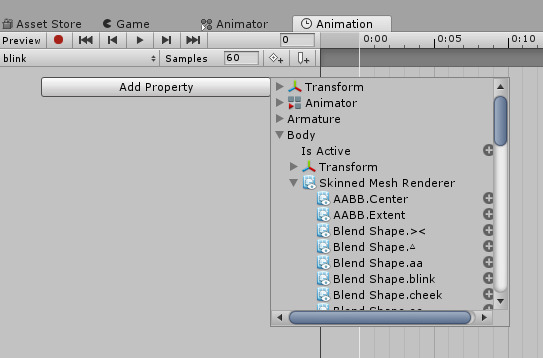 Asset Store Game Animator Animation
Preview 0 0:00 0:05 0:10
blink Samples 60
Add Property
Transform
Animator
Armature
Body
Is Active
Transform
Skinned Mesh Renderer
AABB.Center
AABB.Extent
Blend Shape.><
Blend Shape.▵
Blend Shape.aa
Blend Shape.blink
Blend Shape.cheek